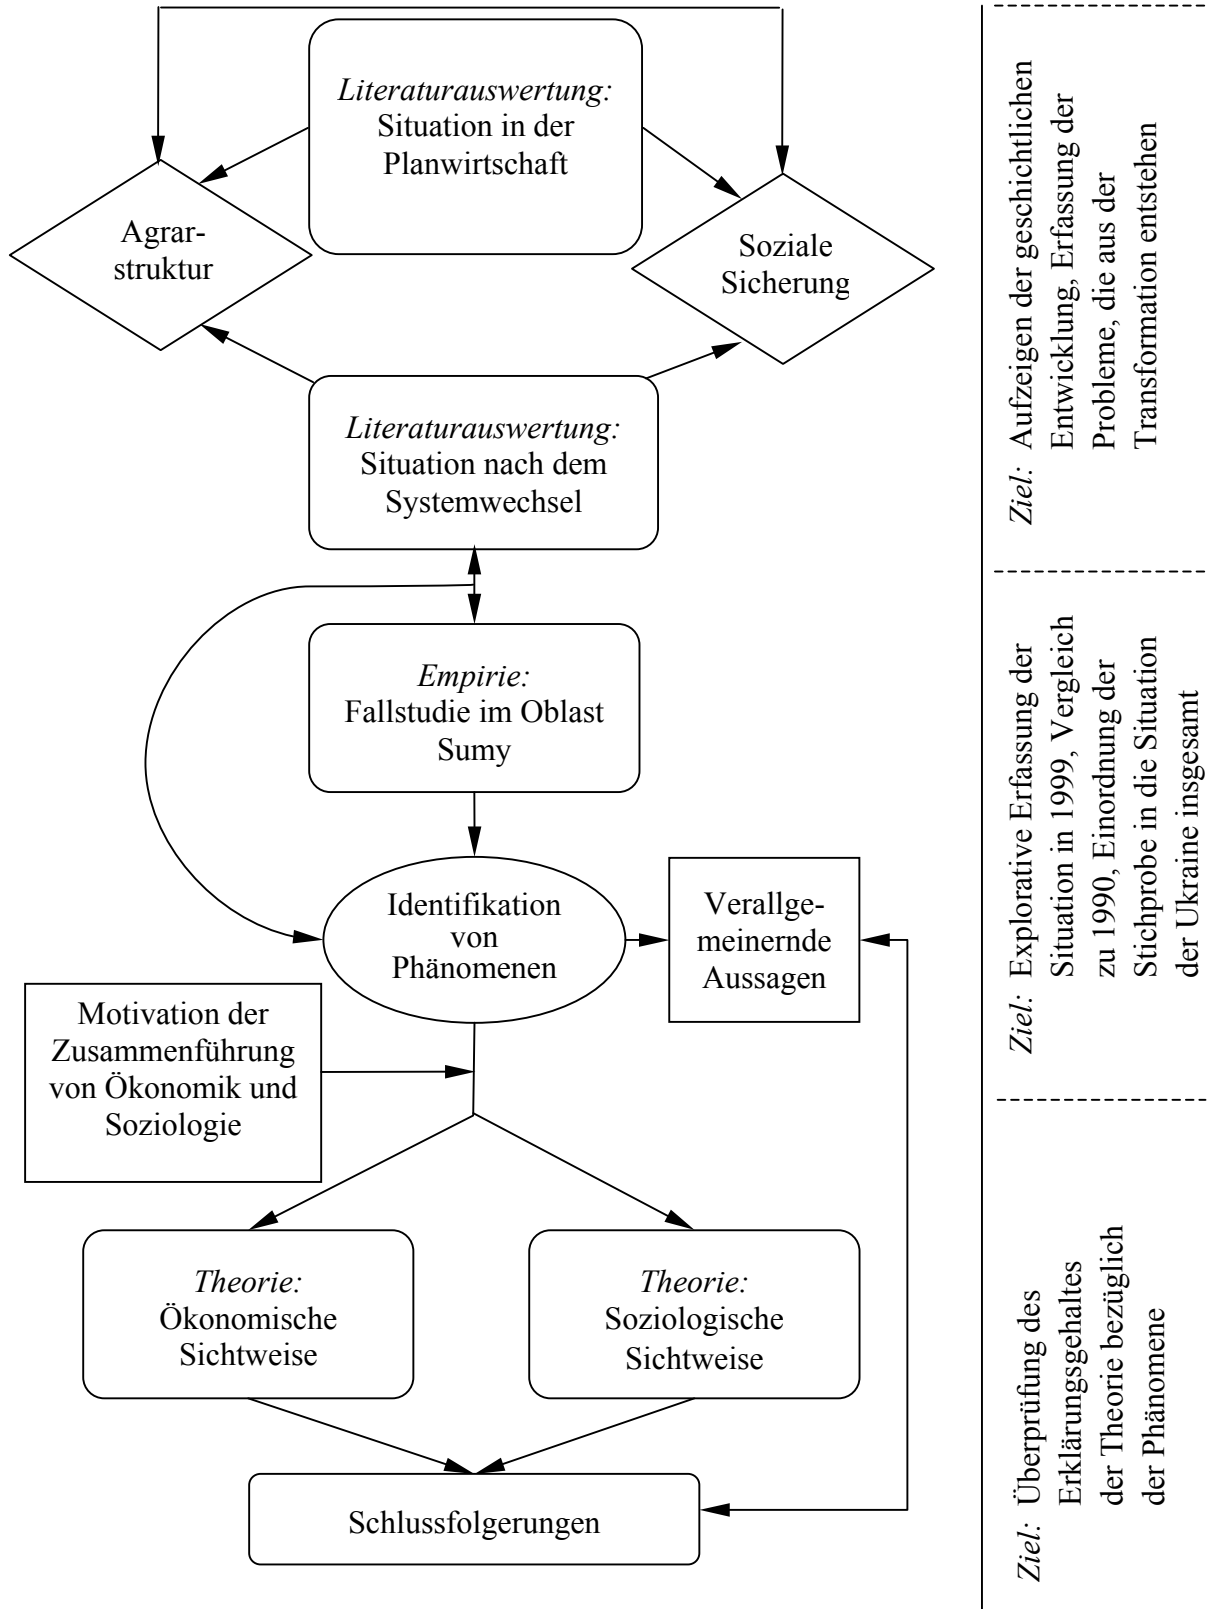 Literaturauswertung:
Situation in der
Planwirtschaft
Agrar-
struktur
Soziale
Sicherung
Literaturauswertung:
Situation nach dem
Systemwechsel
Empirie:
Fallstudie im Oblast
Sumy
Identifikation
von
Phänomenen
Verallge-
meinernde
Aussagen
Motivation der
Zusammenführung
von Ökonomik und
Soziologie
Theorie:
Ökonomische
Sichtweise
Theorie:
Soziologische
Sichtweise
Schlussfolgerungen
Ziel: Aufzeigen der geschichtlichen
Entwicklung, Erfassung der
Probleme, die aus der
Transformation entstehen
Ziel: Explorative Erfassung der
Situation in 1999, Vergleich
zu 1990, Einordnung der
Stichprobe in die Situation
der Ukraine insgesamt
Ziel: Überprüfung des
Erklärungsgehaltes
der Theorie bezüglich
der Phänomene